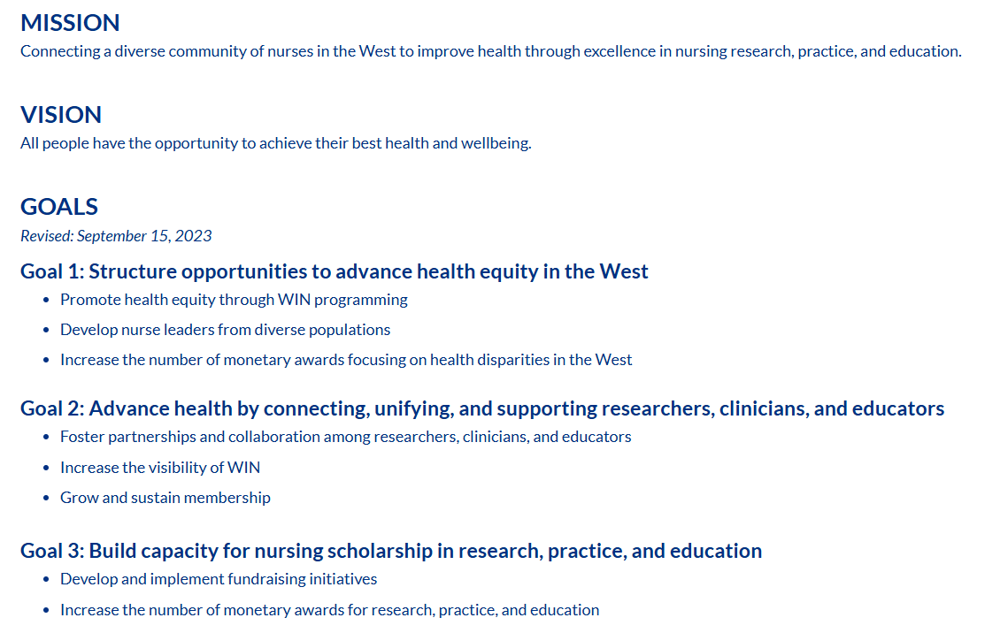 MISSION
Connecting a diverse community of nurses in the West to improve health through excellence in nursing research, practice, and education.
VISION
All people have the opportunity to achieve their best health and wellbeing.
GOALS
Revised: September 15, 2023
Goal 1: Structure opportunities to advance health equity in the West
• Promote health equity through WIN programming
• Develop nurse leaders from diverse populations
• Increase the number of monetary awards focusing on health disparities in the West
Goal 2: Advance health by connecting, unifying, and supporting researchers, clinicians, and educators
• Foster partnerships and collaboration among researchers, clinicians, and educators
• Increase the visibility of WIN
• Grow and sustain membership
Goal 3: Build capacity for nursing scholarship in research, practice, and education
• Develop and implement fundraising initiatives
• Increase the number of monetary awards for research, practice, and education